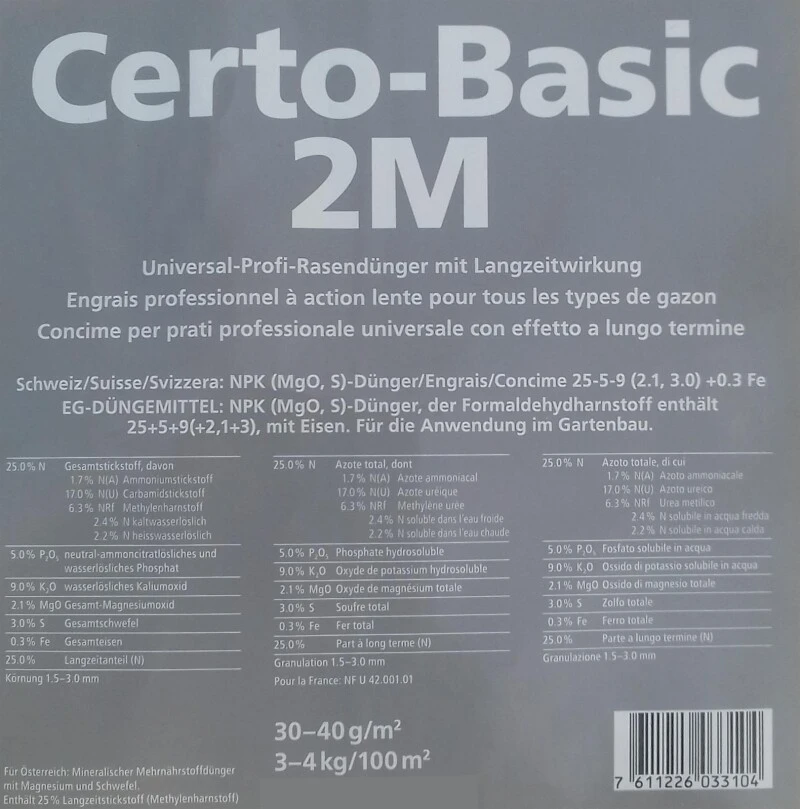 Certo-Basic
2M
Universal-Profi-Rasendünger mit Langzeitwirkung
Engrais professionnel à action lente pour tous les types de gazon
Concime per prati professionale universale con effetto a lungo termine
Schweiz/Suisse/Svizzera: NPK (MgO, S)-Dünger/Engrais/Concime 25-5-9 (2.1, 3.0) +0.3 Fe
EG-DÜNGEMITTEL: NPK (MgO, S)-Dünger, der Formaldehydharnstoff enthält
25+5+9(+2,1+3), mit Eisen. Für die Anwendung im Gartenbau.
25.0% N Gesamtstickstoff, davon
1.7% N(A) Ammoniumstickstoff
17.0% N(U) Carbamidstickstoff
6.3% NRf Methylenharnstoff
2.4% N kaltwasserlöslich
2.2% N heisswasserlöslich
5.0% P₂O₅ neutral-ammoncitratlösliches und
wasserlösliches Phosphat
9.0% K₂O wasserlösliches Kaliumoxid
2.1% MgO Gesamt-Magnesiumoxid
3.0% S Gesamtschwefel
0.3% Fe Gesamteisen
25.0% Langzeitanteil (N)
Körnung 1.5–3.0 mm
25.0% N Azote total, dont
1.7% N(A) Azote ammoniacal
17.0% N(U) Azote uréique
6.3% NRf Methylène urée
2.4% N soluble dans l'eau froide
2.2% N soluble dans l'eau chaude
5.0% P₂O₅ Phosphate hydrosoluble
9.0% K₂O Oxyde de potassium hydrosoluble
2.1% MgO Oxyde de magnésium totale
3.0% S Soufre total
0.3% Fe Fer total
25.0% Part à long terme (N)
Granulation 1.5–3.0 mm
Pour la France: NF U 42.001.01
25.0% N Azoto totale, di cui
1.7% N(A) Azoto ammoniacale
17.0% N(U) Azoto ureico
6.3% NRf Urea metilico
2.4% N solubile in acqua fredda
2.2% N solubile in acqua calda
5.0% P₂O₅ Fosfato solubile in acqua
9.0% K₂O Ossido di potassio solubile in acqua
2.1% MgO Ossido di magnesio totale
3.0% S Zolfo totale
0.3% Fe Ferro totale
25.0% Parte a lungo termine (N)
Granulazione 1.5–3.0 mm
30–40 g/m²
3–4 kg/100 m²
Für Österreich: Mineralischer Mehrnährstoffdünger
mit Magnesium und Schwefel.
Enthält 25% Langzeitstickstoff (Methylenharnstoff)
7 611226 033104